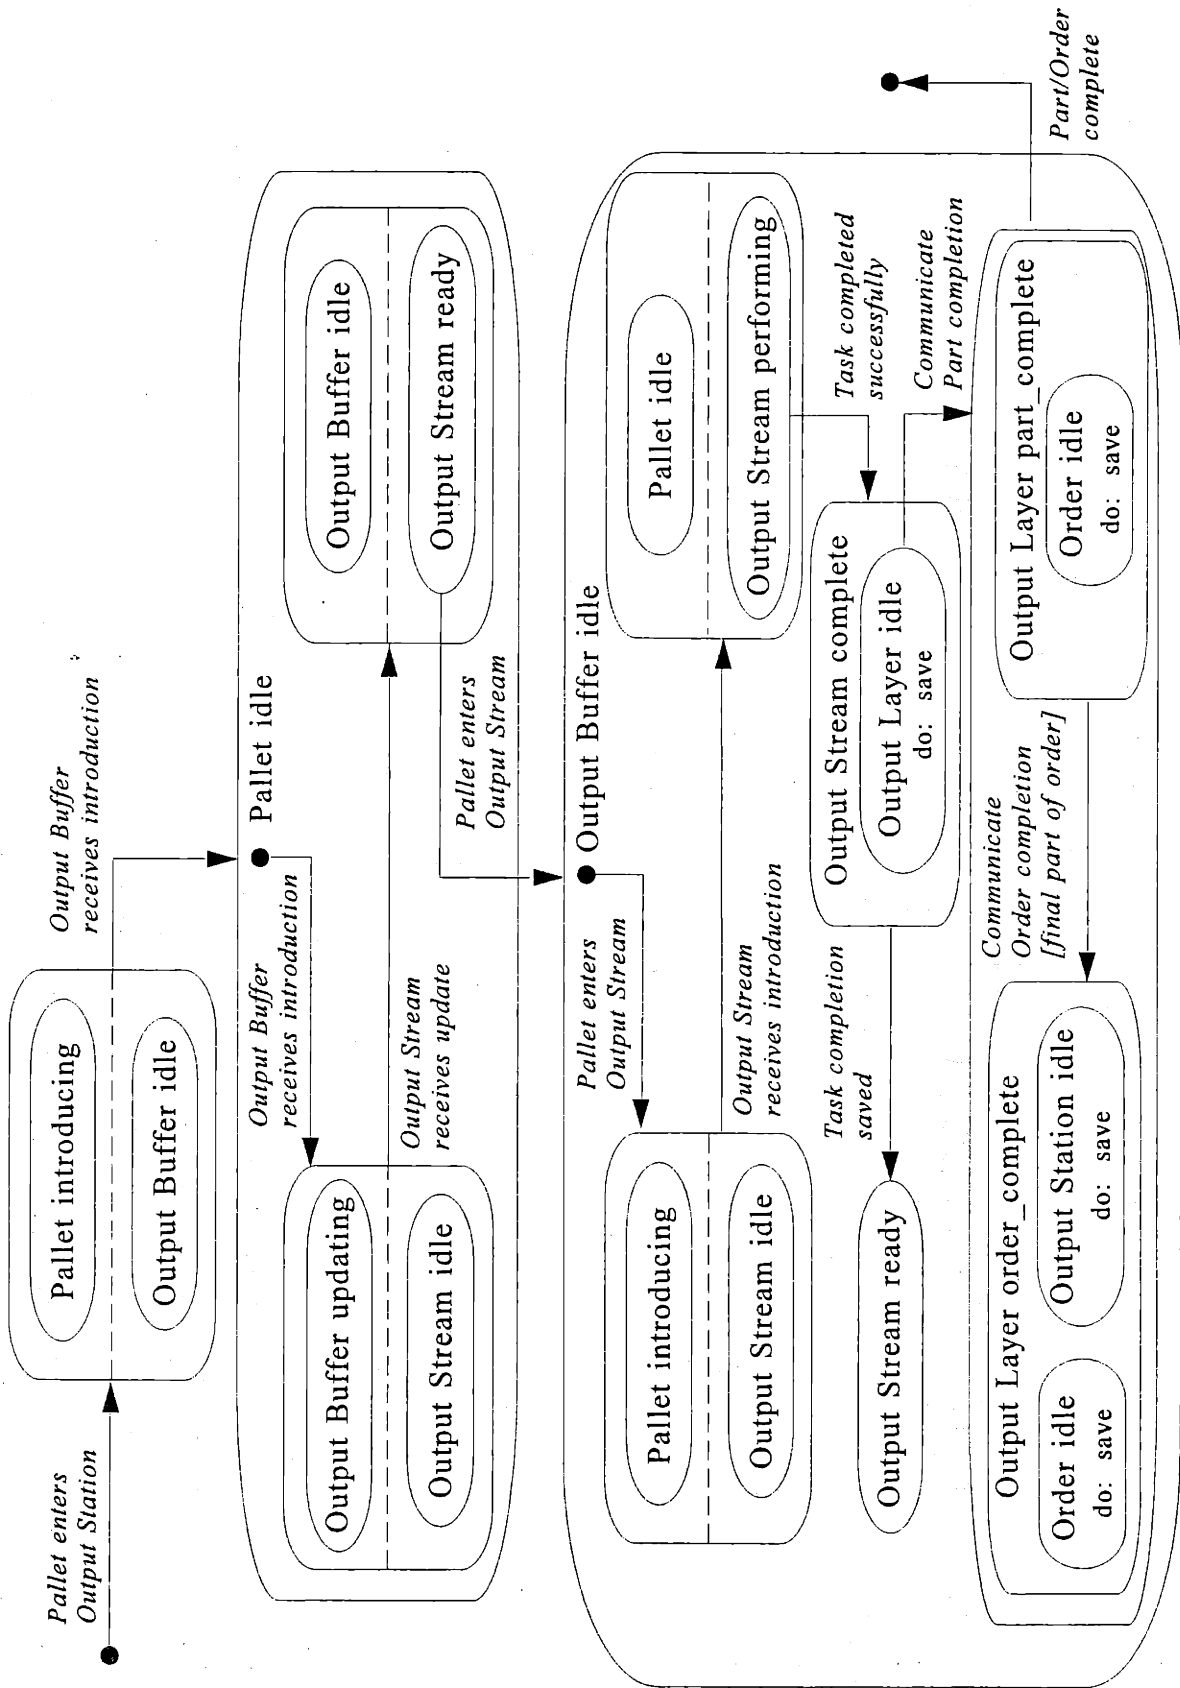 Pallet enters
Output Station
Pallet introducing
Output Buffer idle
Output Buffer
receives introduction
Pallet idle
Output Buffer
receives introduction
Output Buffer updating
Output Stream idle
Output Stream
receives update
Output Buffer idle
Output Stream ready
Pallet enters
Output Stream
Output Buffer idle
Pallet enters
Output Stream
Pallet introducing
Output Stream idle
Output Stream
receives introduction
Pallet idle
Output Stream performing
Task completed
successfully
Output Stream complete
Output Layer idle
do: save
Task completion
saved
Output Stream ready
Communicate
Part completion
Output Layer part_complete
Order idle
do: save
Communicate
Order completion
[final part of order]
Output Layer order_complete
Order idle
do: save
Output Station idle
do: save
Part/Order
complete